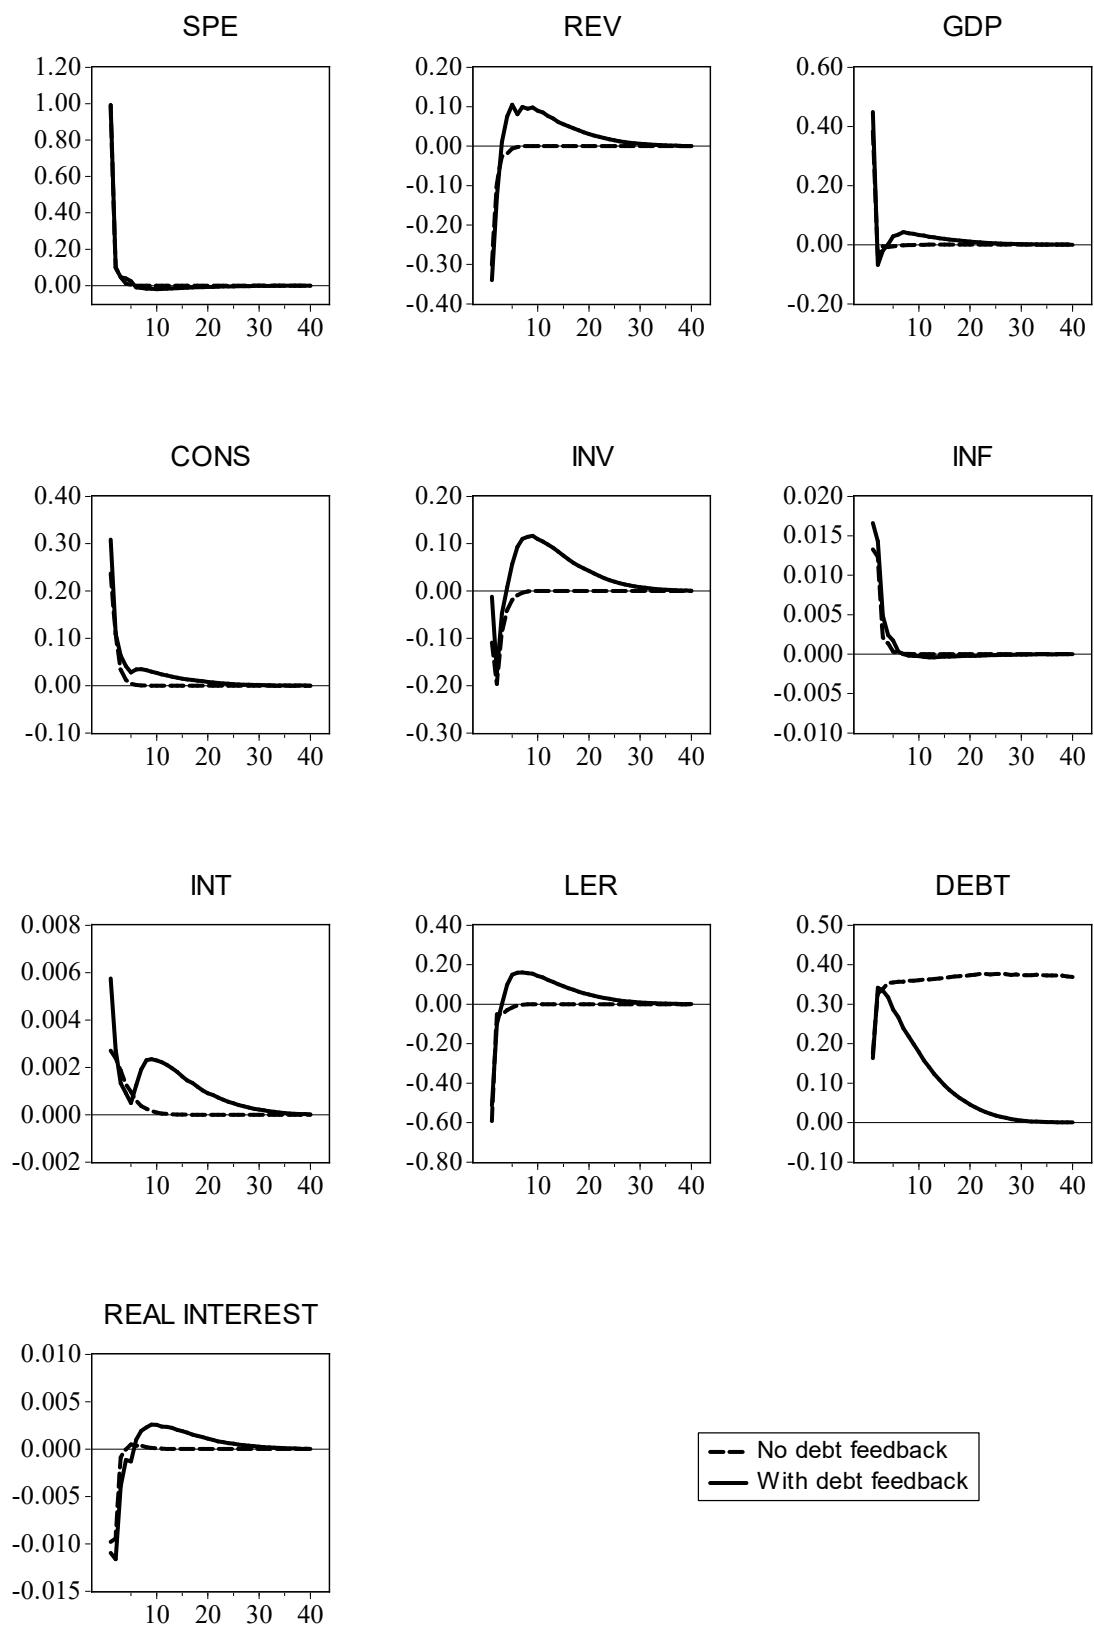 SPE
1.20
1.00
0.80
0.60
0.40
0.20
0.00
10 20 30 40
REV
0.20
0.10
0.00
-0.10
-0.20
-0.30
-0.40
10 20 30 40
GDP
0.60
0.40
0.20
0.00
-0.20
10 20 30 40
CONS
0.40
0.30
0.20
0.10
0.00
-0.10
10 20 30 40
INV
0.20
0.10
0.00
-0.10
-0.20
-0.30
10 20 30 40
INF
0.020
0.015
0.010
0.005
0.000
-0.005
-0.010
10 20 30 40
INT
0.008
0.006
0.004
0.002
0.000
-0.002
10 20 30 40
LER
0.40
0.20
0.00
-0.20
-0.40
-0.60
-0.80
10 20 30 40
DEBT
0.50
0.40
0.30
0.20
0.10
0.00
-0.10
10 20 30 40
REAL INTEREST
0.010
0.005
0.000
-0.005
-0.010
-0.015
10 20 30 40
No debt feedback
With debt feedback